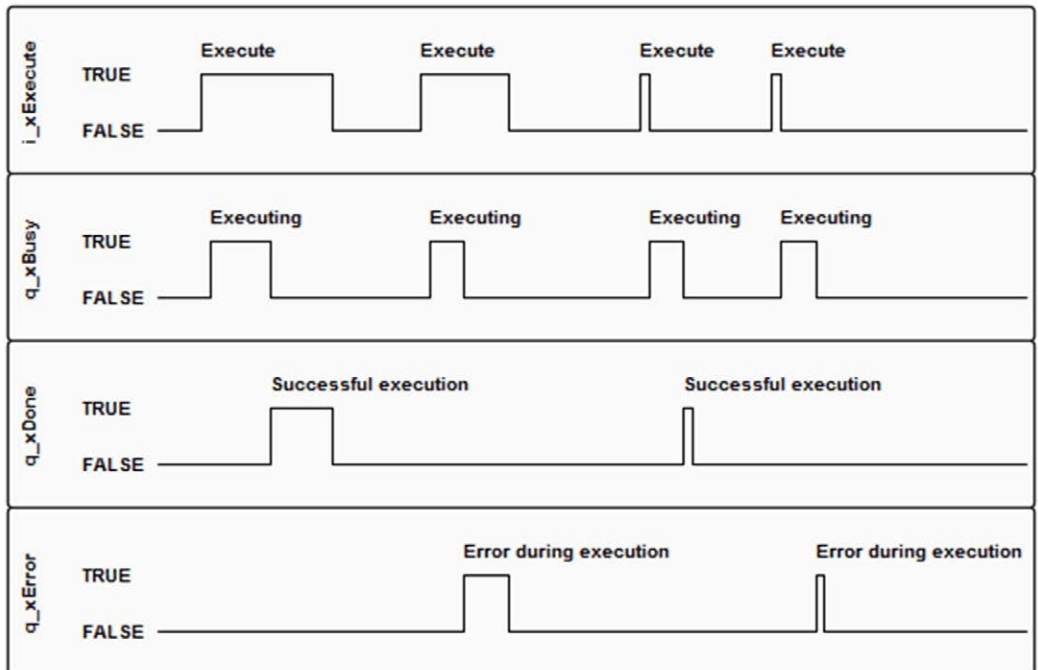 i_xExecute
Execute Execute Execute Execute
TRUE
FALSE
q_xBusy
Executing Executing Executing Executing
TRUE
FALSE
q_xDone
Successful execution Successful execution
TRUE
FALSE
q_xError
Error during execution Error during execution
TRUE
FALSE